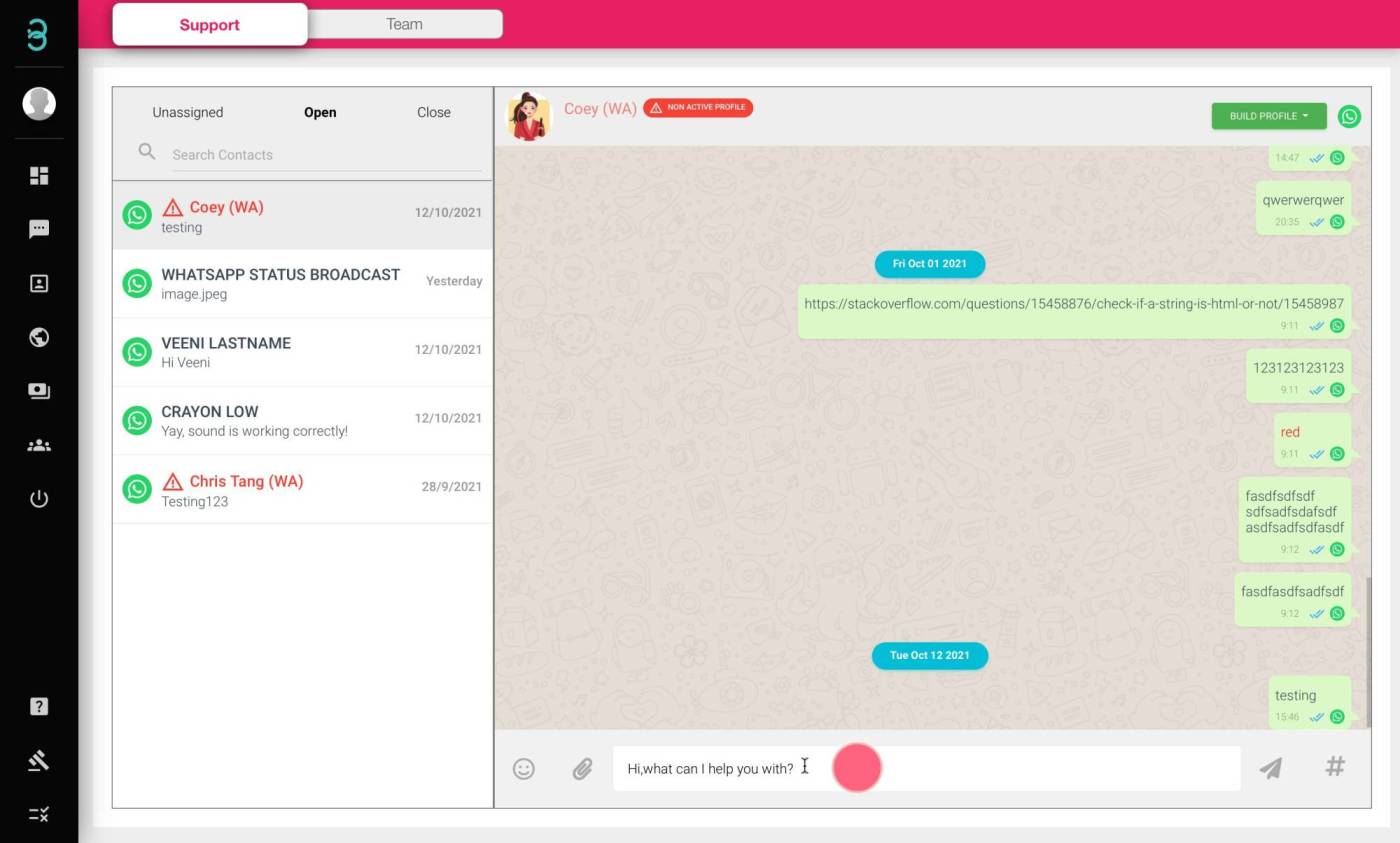 Support
Team
Unassigned
Open
Close
Search Contacts
Coey (WA)
12/10/2021
testing
WHATSAPP STATUS BROADCAST
Yesterday
image.jpeg
VEENI LASTNAME
12/10/2021
Hi Veeni
CRAYON LOW
12/10/2021
Yay, sound is working correctly!
Chris Tang (WA)
28/9/2021
Testing123
Coey (WA)
NON ACTIVE PROFILE
BUILD PROFILE
14:47
qwerwerqwer
20:35
Fri Oct 01 2021
https://stackoverflow.com/questions/15458876/check-if-a-string-is-html-or-not/15458987
9:11
123123123123
9:11
red
9:11
fasdfsdfsdf
sdfsadfsdafsdf
asdfsadfsdfasdf
9:12
fasdfasdfsadfsdf
9:12
Tue Oct 12 2021
testing
15:46
Hi,what can I help you with?
#